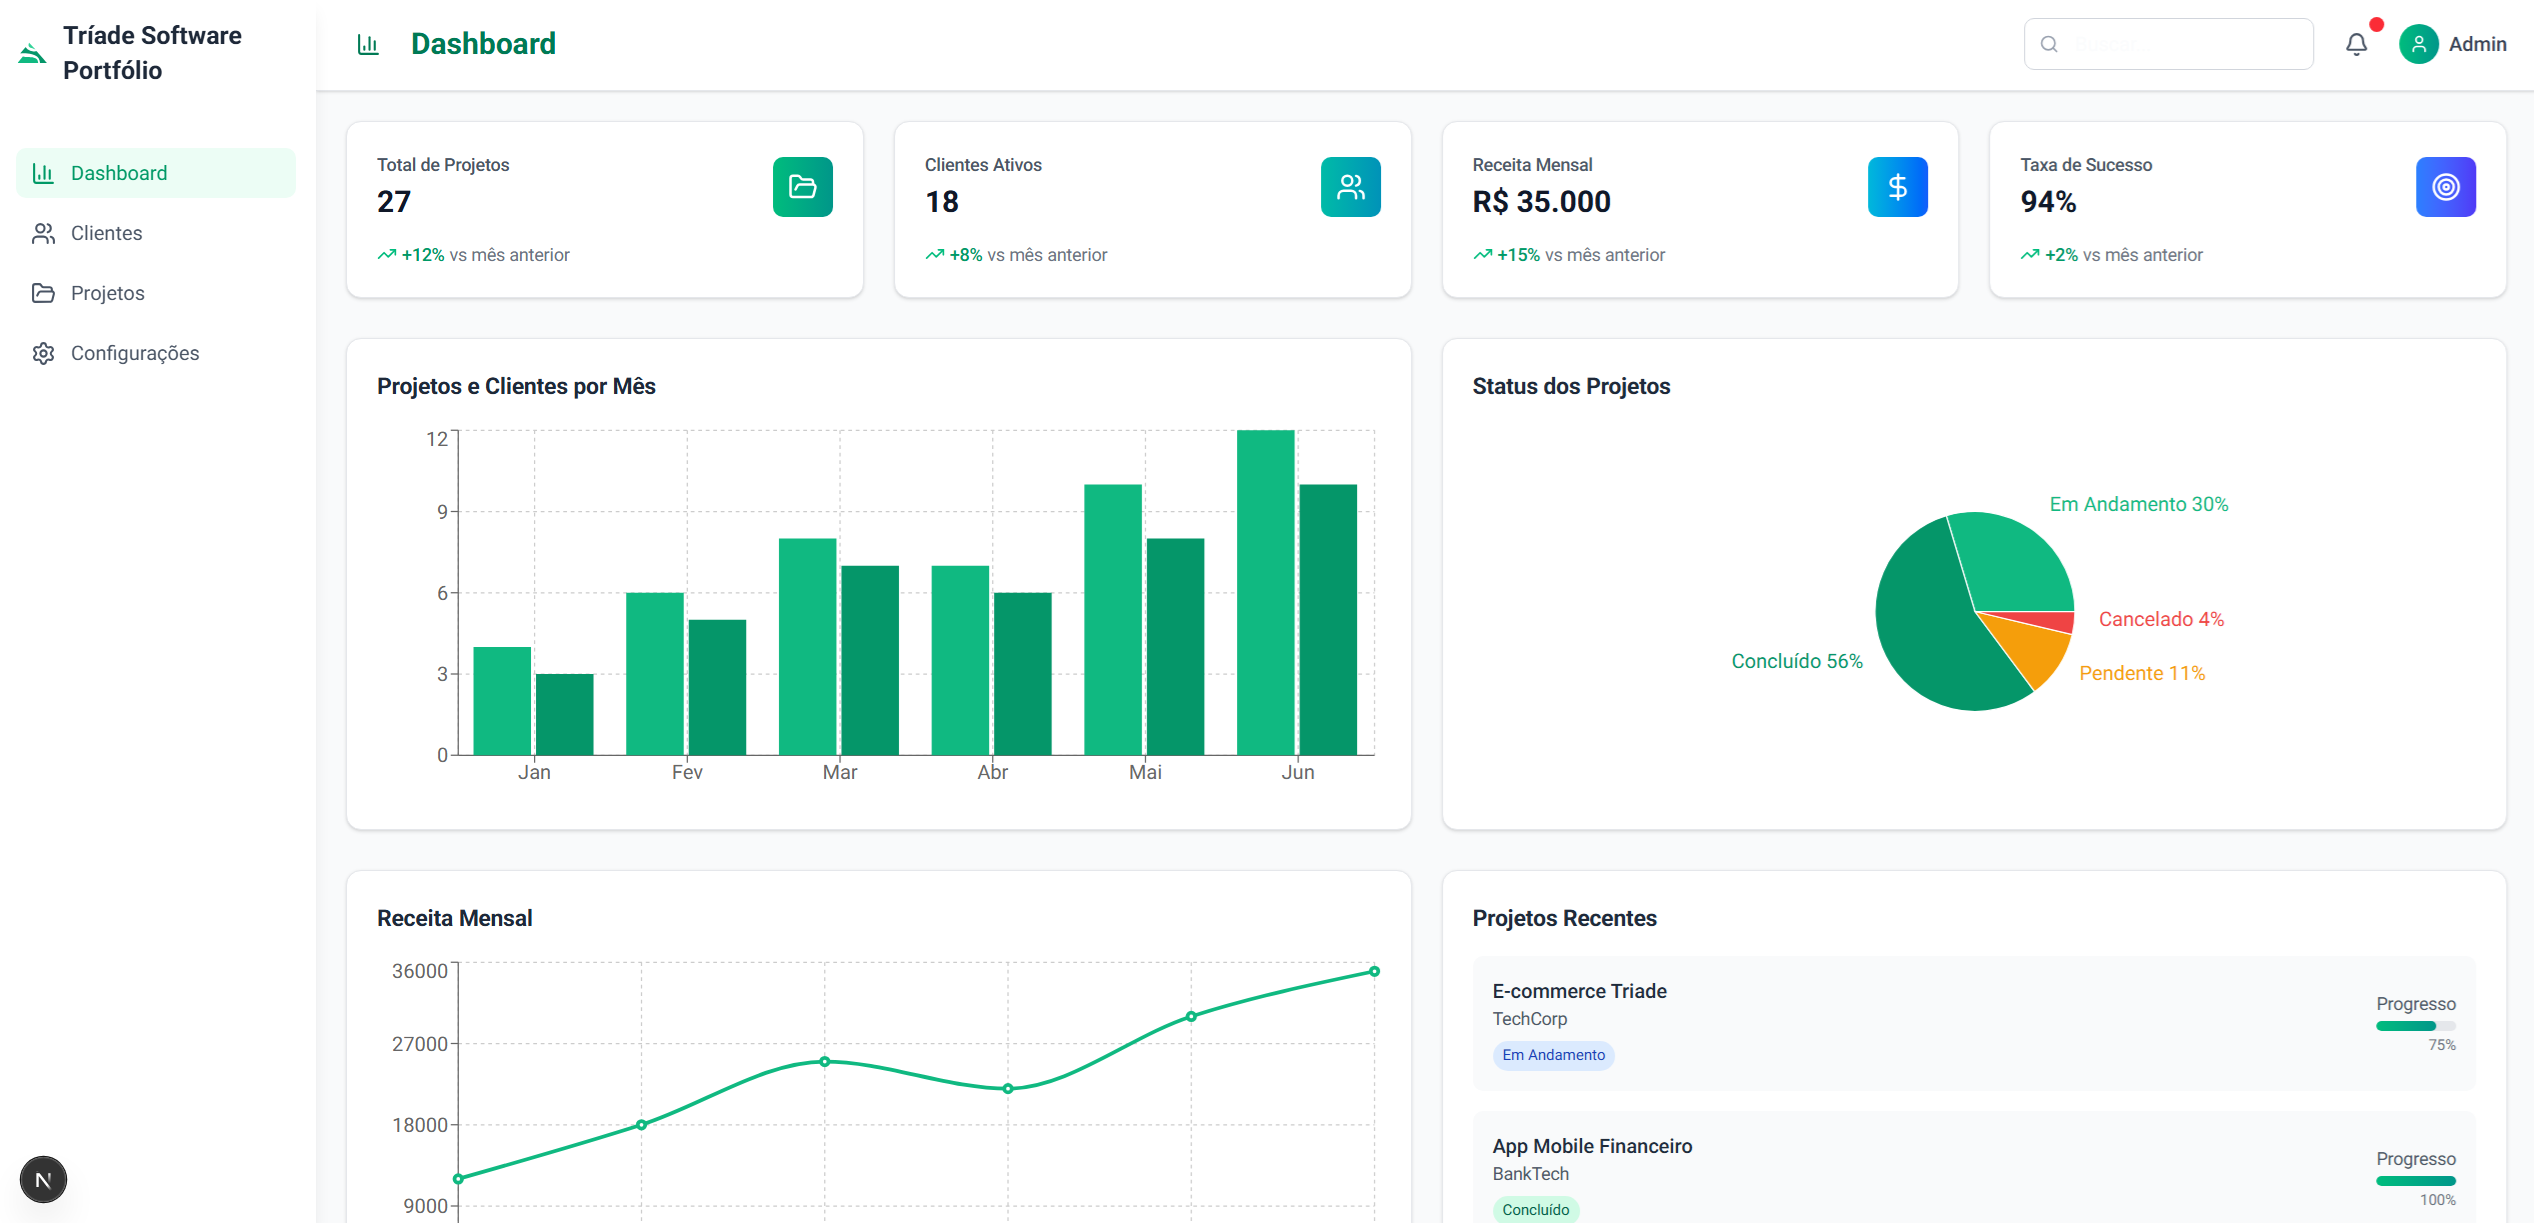 Tríade Software
Portfólio
Dashboard
Admin
Dashboard
Clientes
Projetos
Configurações
Total de Projetos
27
+12% vs mês anterior
Clientes Ativos
18
+8% vs mês anterior
Receita Mensal
R$ 35.000
+15% vs mês anterior
Taxa de Sucesso
94%
+2% vs mês anterior
Projetos e Clientes por Mês
12
9
6
3
0
Jan
Fev
Mar
Abr
Mai
Jun
Status dos Projetos
Em Andamento 30%
Cancelado 4%
Concluído 56%
Pendente 11%
Receita Mensal
36000
27000
18000
9000
Projetos Recentes
E-commerce Triade
TechCorp
Em Andamento
Progresso
75%
App Mobile Financeiro
BankTech
Concluído
Progresso
100%
N